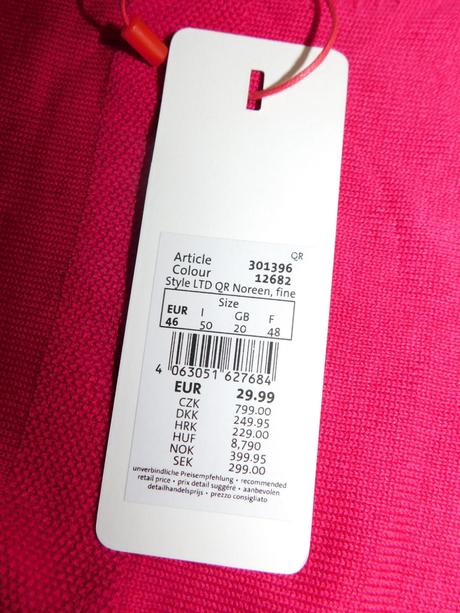 QR
Article 301396
Colour 12682
Style LTD QR Noreen, fine
Size
EUR I GB F
46 50 20 48
4 063051 627684
EUR 29.99
CZK 799.00
DKK 249.95
HRK 229.00
HUF 8,790
NOK 399.95
SEK 299.00
unverbindliche Preisempfehlung • recommended
retail price • prix detail suggéré • aanbevolen
detailhandelsprijs • prezzo consigliato